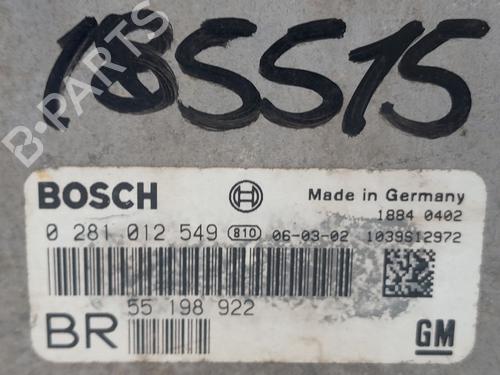 185515
B-PARTS
BOSCH Made in Germany
1884 0402
0 281 012 549 810 06-03-02 1039S12972
55 198 922
BR GM